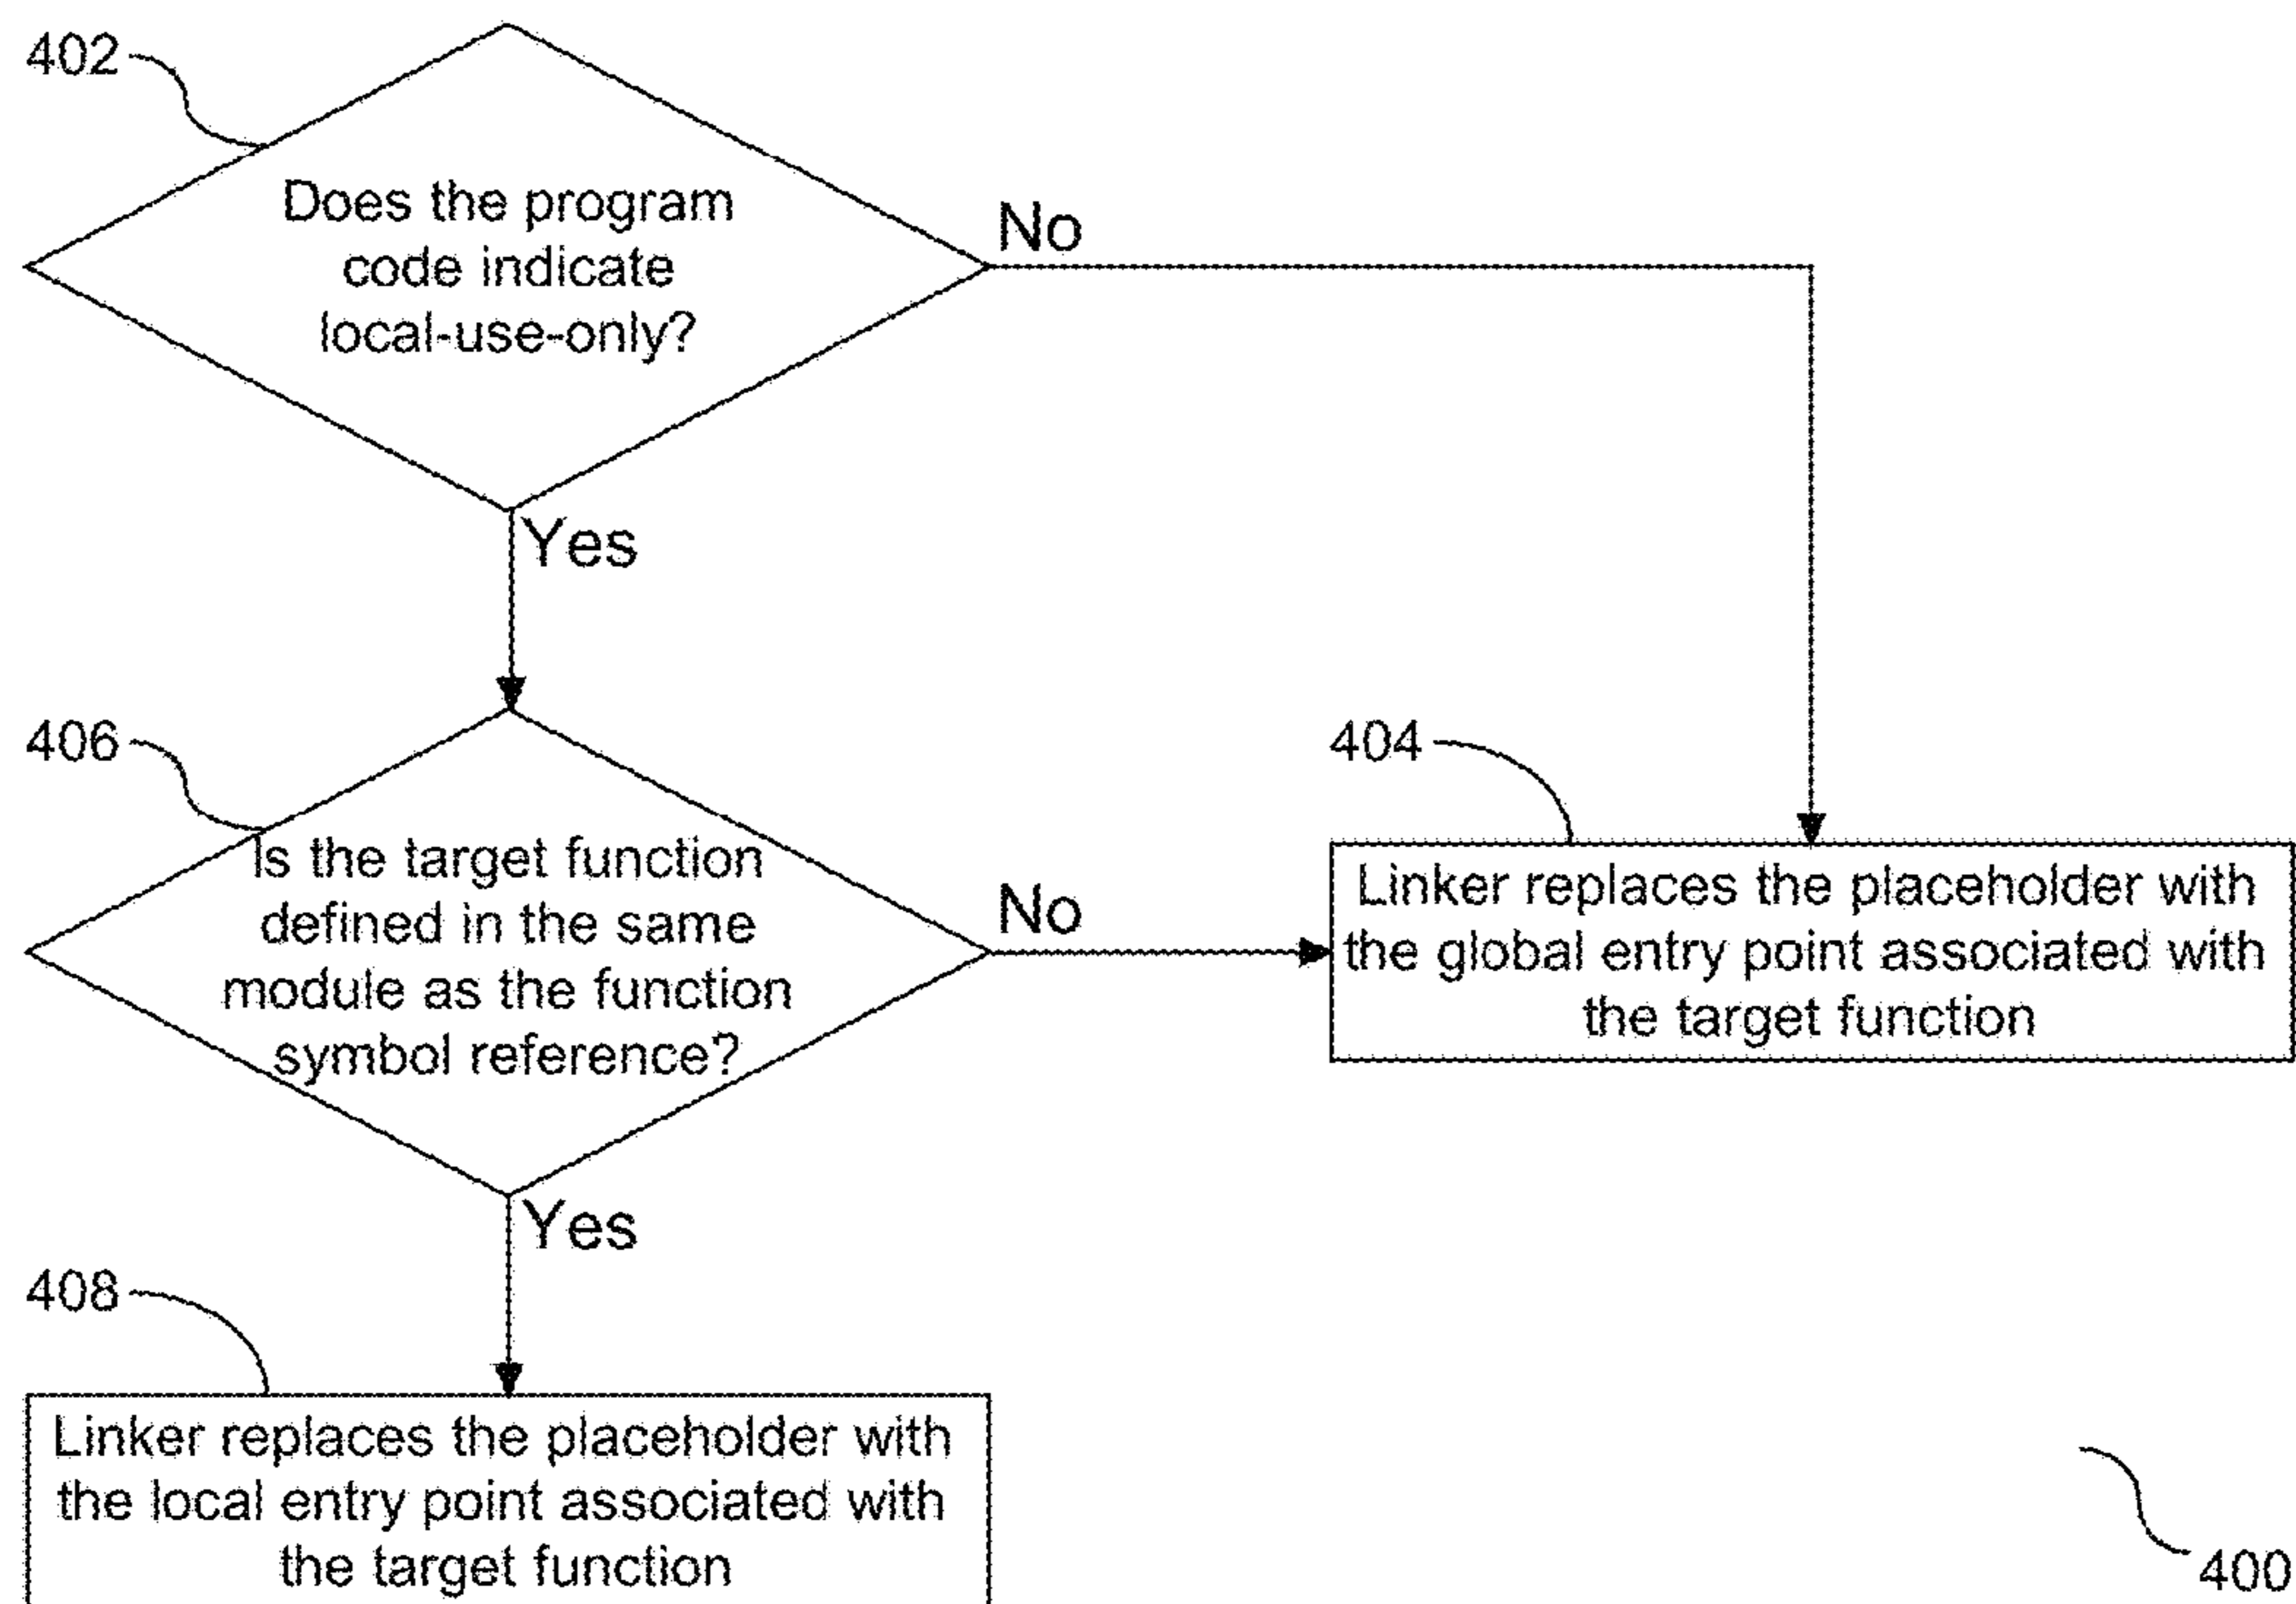 402
Does the program
code indicate
local-use-only?
No
Yes
406
Is the target function
defined in the same
module as the function
symbol reference?
No
404
Linker replaces the placeholder with
the global entry point associated with
the target function
Yes
408
Linker replaces the placeholder with
the local entry point associated with
the target function
400